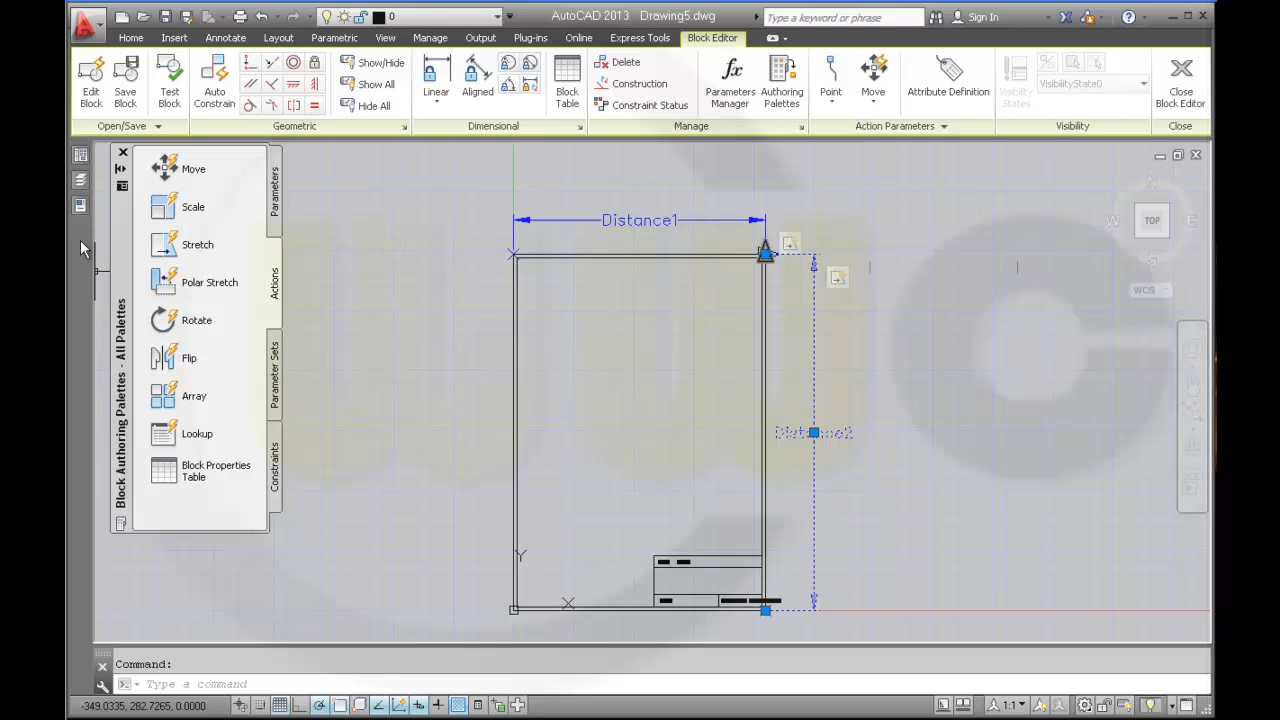 0
AutoCAD 2013 Drawing5.dwg
Type a keyword or phrase
Sign In
Home Insert Annotate Layout Parametric View Manage Output Plug-ins Online Express Tools Block Editor
Edit Block
Save Block
Test Block
Auto Constrain
Show/Hide
Show All
Hide All
Linear
Aligned
Block Table
Delete
Construction
Constraint Status
Parameters Manager
Authoring Palettes
Point
Move
Attribute Definition
Visibility States
VisibilityState0
Close Block Editor
Open/Save Geometric Dimensional Manage Action Parameters Visibility Close
Move
Scale
Stretch
Polar Stretch
Rotate
Flip
Array
Lookup
Block Properties
Table
Parameters
Actions
Parameter Sets
Constraints
Block Authoring Palettes - All Palettes
Distance1
Distance2
Y
X
N
W TOP E
S
WCS
Command:
Type a command
-349.0335, 282.7265, 0.0000
1:1